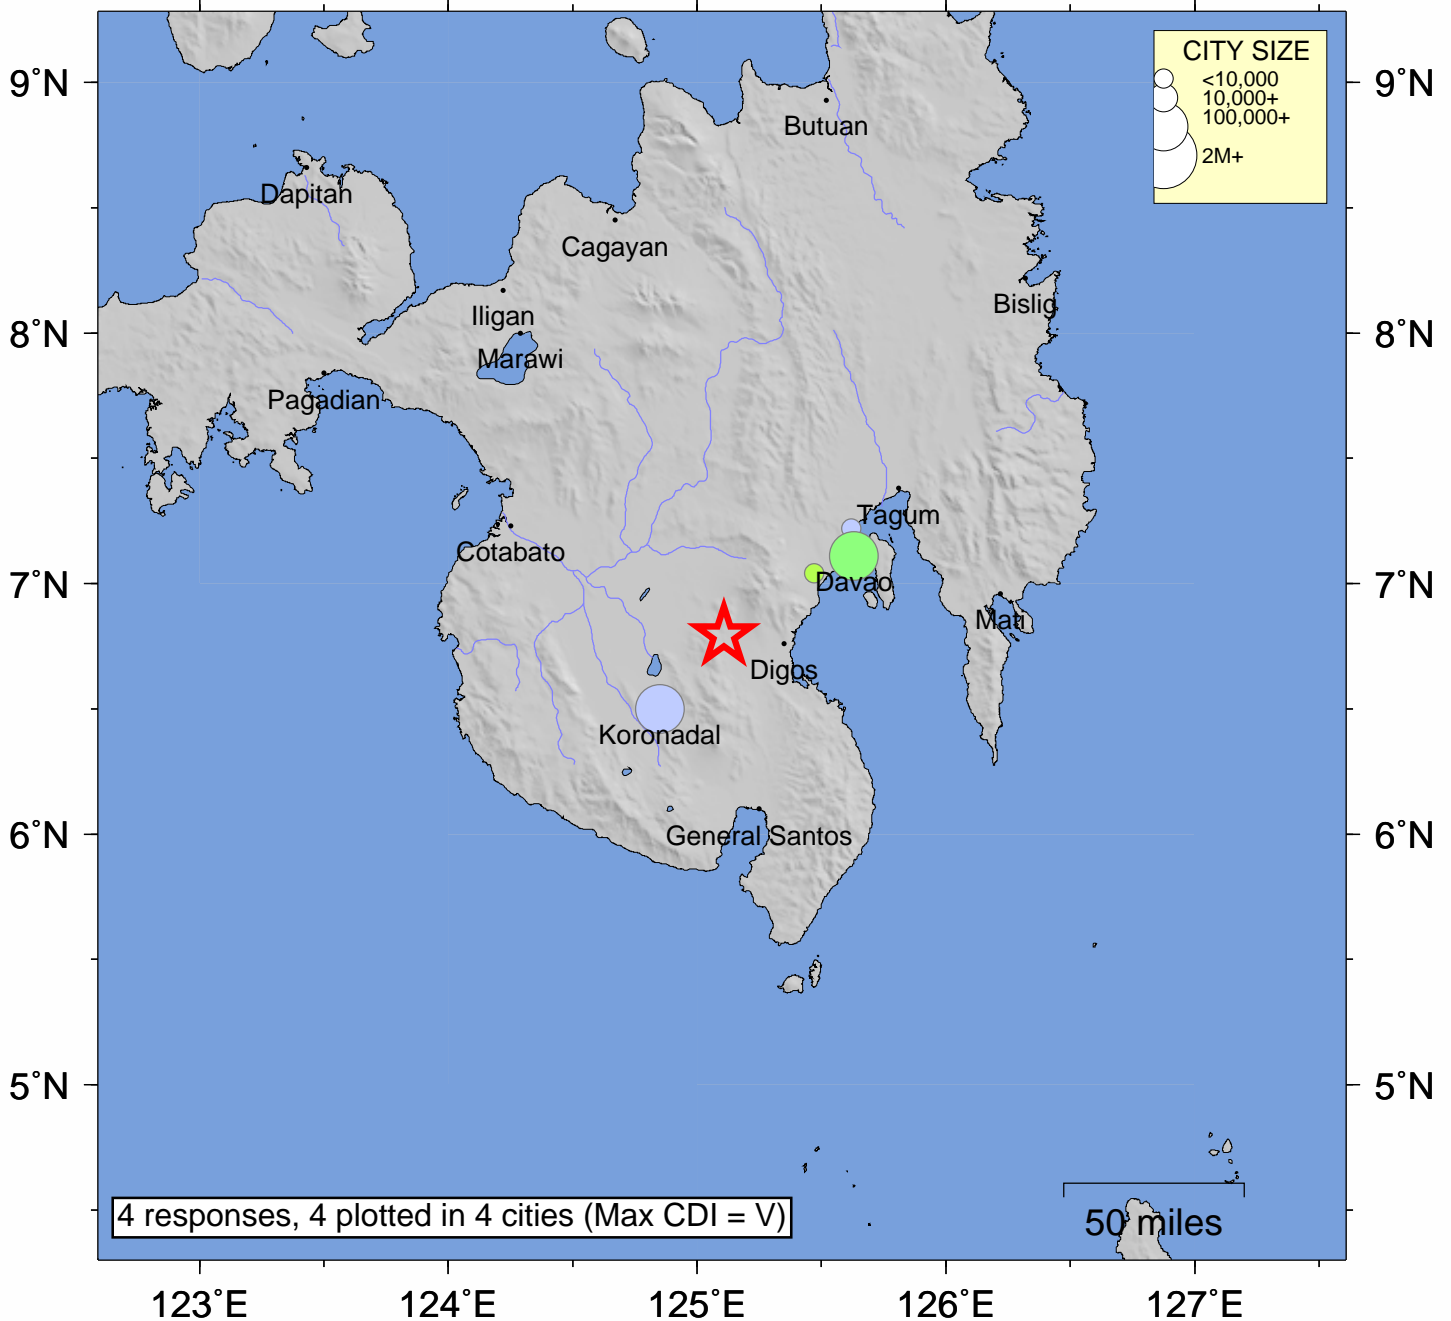 CITY SIZE
<10,000
10,000+
100,000+
2M+
9°N
9°N
Butuan
Dapitan
Cagayan
Bislig
Iligan
8°N
8°N
Marawi
Pagadian
Tagum
Cotabato
7°N
Davao
7°N
Mati
Digos
Koronadal
6°N
General Santos
6°N
5°N
5°N
4 responses, 4 plotted in 4 cities (Max CDI = V)
50 miles
123°E
124°E
125°E
126°E
127°E